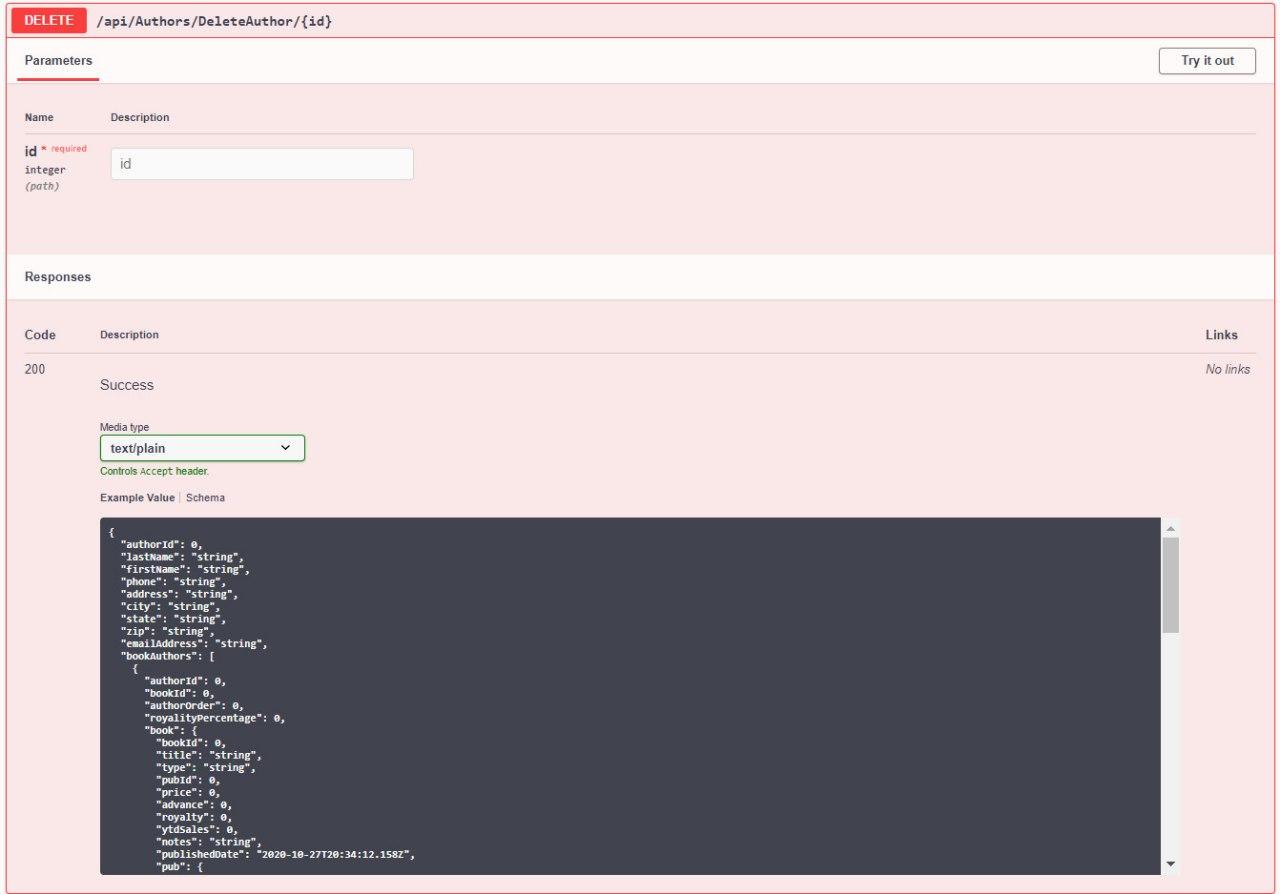 DELETE /api/Authors/DeleteAuthor/{id}
Parameters Try it out
Name Description
id * required
integer
(path)
id
Responses
Code Description Links
200 Success No links
Media type
text/plain
Controls Accept header.
Example Value | Schema
{
  "authorId": 0,
  "lastName": "string",
  "firstName": "string",
  "phone": "string",
  "address": "string",
  "city": "string",
  "state": "string",
  "zip": "string",
  "emailAddress": "string",
  "bookAuthors": [
    {
      "authorId": 0,
      "bookId": 0,
      "authorOrder": 0,
      "royalityPercentage": 0,
      "book": {
        "bookId": 0,
        "title": "string",
        "type": "string",
        "pubId": 0,
        "price": 0,
        "advance": 0,
        "royalty": 0,
        "ytdSales": 0,
        "notes": "string",
        "publishedDate": "2020-10-27T20:34:12.158Z",
        "pub": {